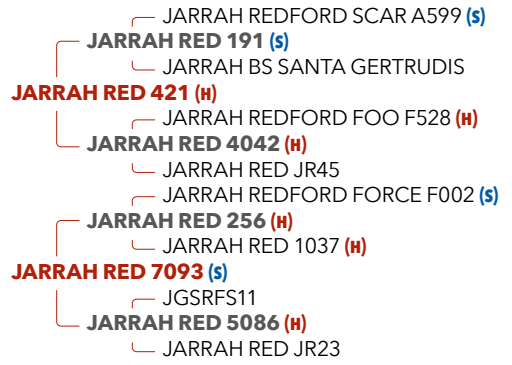 JARRAH REDFORD SCAR A599 (S)
JARRAH RED 191 (S)
JARRAH BS SANTA GERTRUDIS
JARRAH RED 421 (H)
JARRAH REDFORD FOO F528 (H)
JARRAH RED 4042 (H)
JARRAH RED JR45
JARRAH REDFORD FORCE F002 (S)
JARRAH RED 256 (H)
JARRAH RED 1037 (H)
JARRAH RED 7093 (S)
JGSRFS11
JARRAH RED 5086 (H)
JARRAH RED JR23